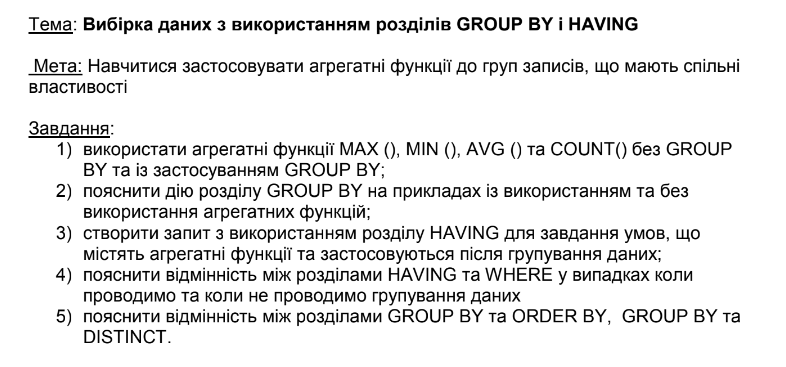 Тема: Вибірка даних з використанням розділів GROUP BY і HAVING
Мета: Навчитися застосовувати агрегатні функції до груп записів, що мають спільні
властивості
Завдання:
1) використати агрегатні функції MAX (), MIN (), AVG () та COUNT() без GROUP
BY та із застосуванням GROUP BY;
2) пояснити дію розділу GROUP BY на прикладах із використанням та без
використання агрегатних функцій;
3) створити запит з використанням розділу HAVING для завдання умов, що
містять агрегатні функції та застосовуються після групування даних;
4) пояснити відмінність між розділами HAVING та WHERE у випадках коли
проводимо та коли не проводимо групування даних
5) пояснити відмінність між розділами GROUP BY та ORDER BY, GROUP BY та
DISTINCT.